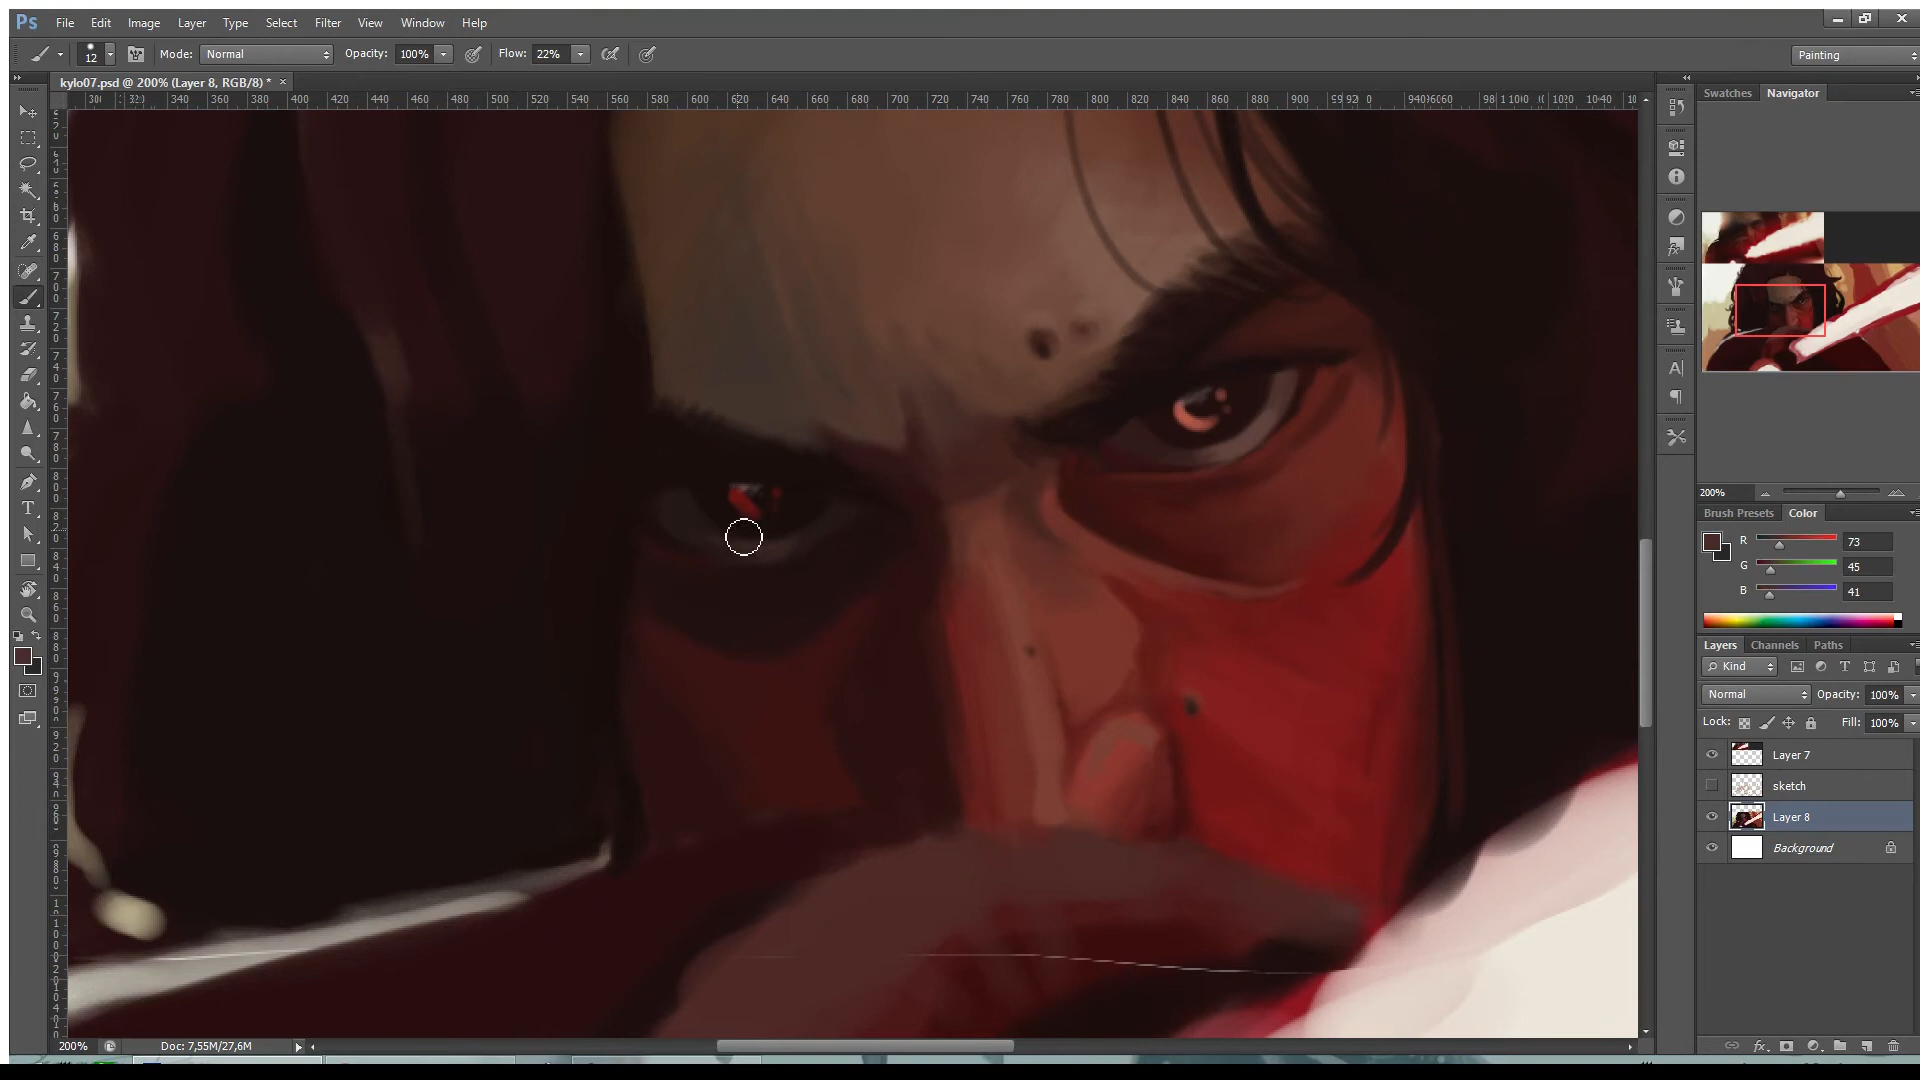 Ps File Edit Image Layer Type Select Filter View Window Help
12 Mode: Normal Opacity: 100% Flow: 22% Painting
kylo07.psd @ 200% (Layer 8, RGB/8) * ×
300 320 340 360 380 400 420 440 460 480 500 520 540 560 580 600 620 640 660 680 700 720 740 760 780 800 820 840 860 880 900
Swatches Navigator
200%
Brush Presets Color
R 73
G 45
B 41
Layers Channels Paths
Kind
Normal Opacity: 100%
Lock: Fill: 100%
Layer 7
sketch
Layer 8
Background
200% Doc: 7,55M/27,6M